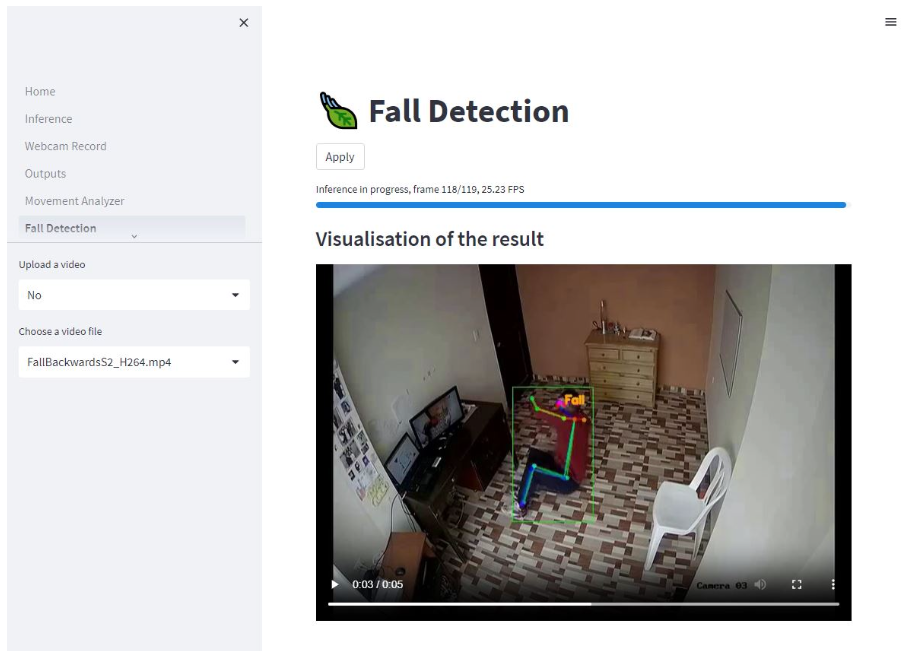 Home
Inference
Webcam Record
Outputs
Movement Analyzer
Fall Detection
Upload a video
No
Choose a video file
FallBackwardsS2_H264.mp4
Fall Detection
Apply
Inference in progress, frame 118/119, 25.23 FPS
Visualisation of the result
Fall
0:03 / 0:05
Camera 03